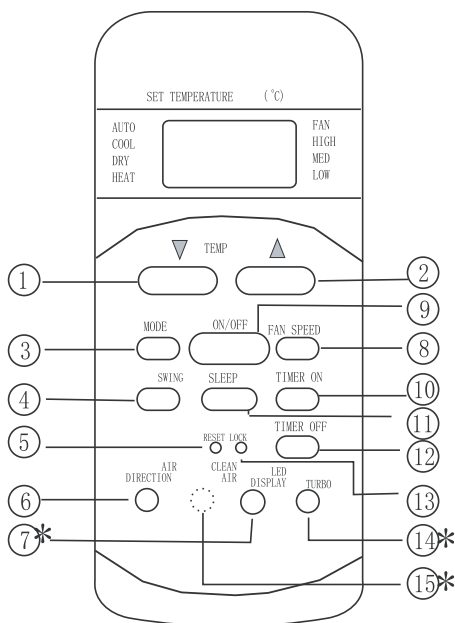 SET TEMPERATURE (℃)
AUTO
COOL
DRY
HEAT
FAN
HIGH
MED
LOW
TEMP
1
2
9
MODE
ON/OFF
FAN SPEED
3
8
SWING
SLEEP
TIMER ON
4
10
11
TIMER OFF
5
RESET LOCK
12
AIR
DIRECTION
CLEAN
AIR
LED
DISPLAY
TURBO
6
13
7*
14*
15*